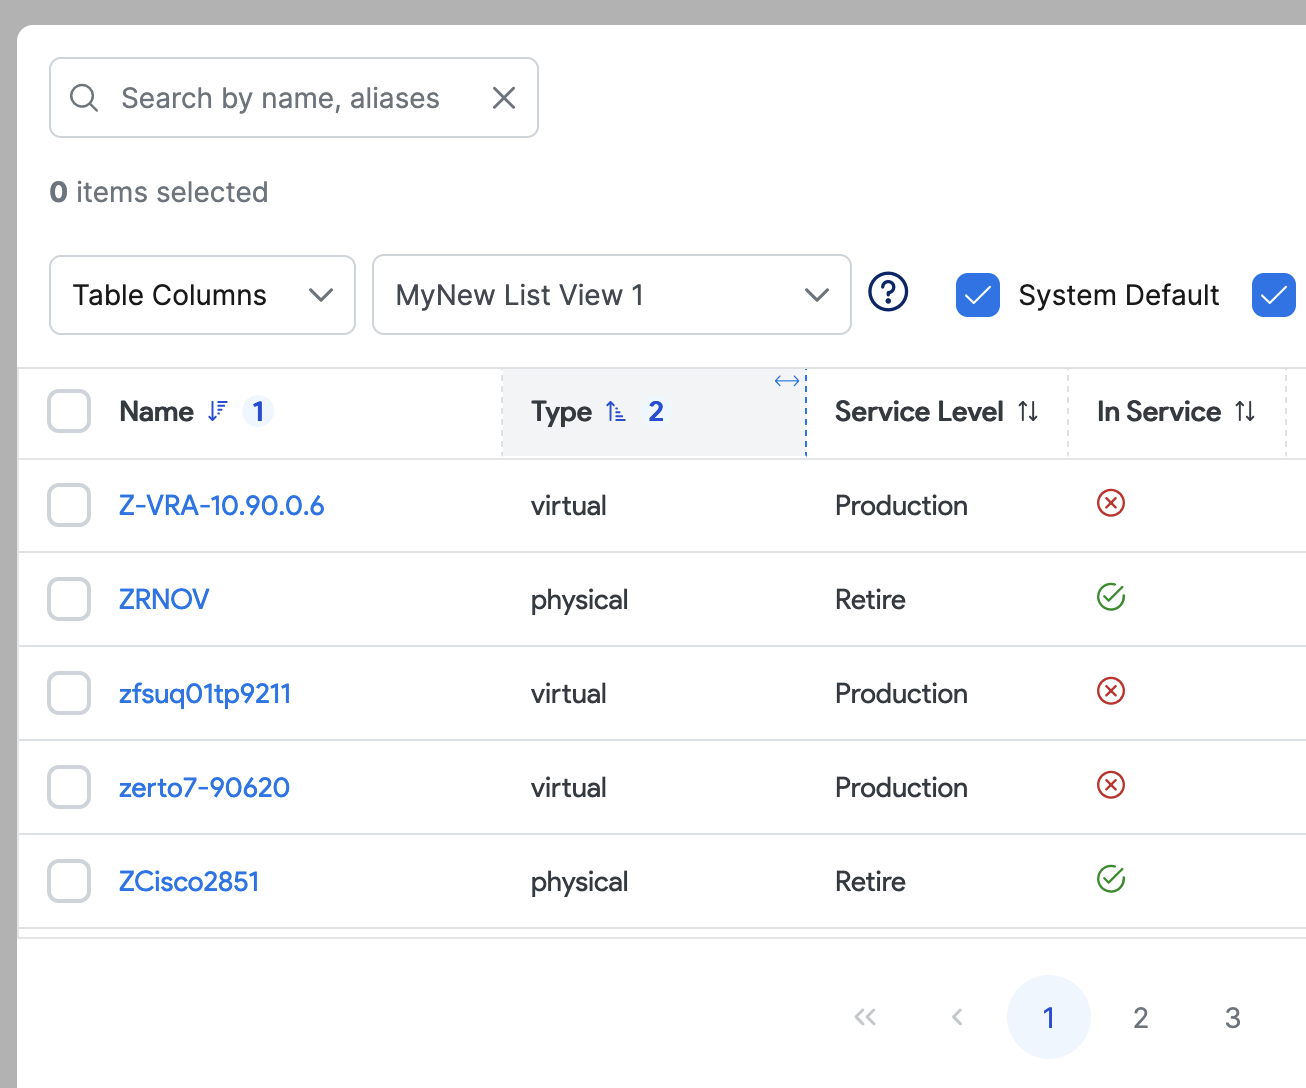 Search by name, aliases
0 items selected
Table Columns MyNew List View 1 ? System Default
Name 1 Type 2 Service Level In Service
Z-VRA-10.90.0.6 virtual Production
ZRNOV physical Retire
zfsuq01tp9211 virtual Production
zerto7-90620 virtual Production
ZCisco2851 physical Retire
1 2 3